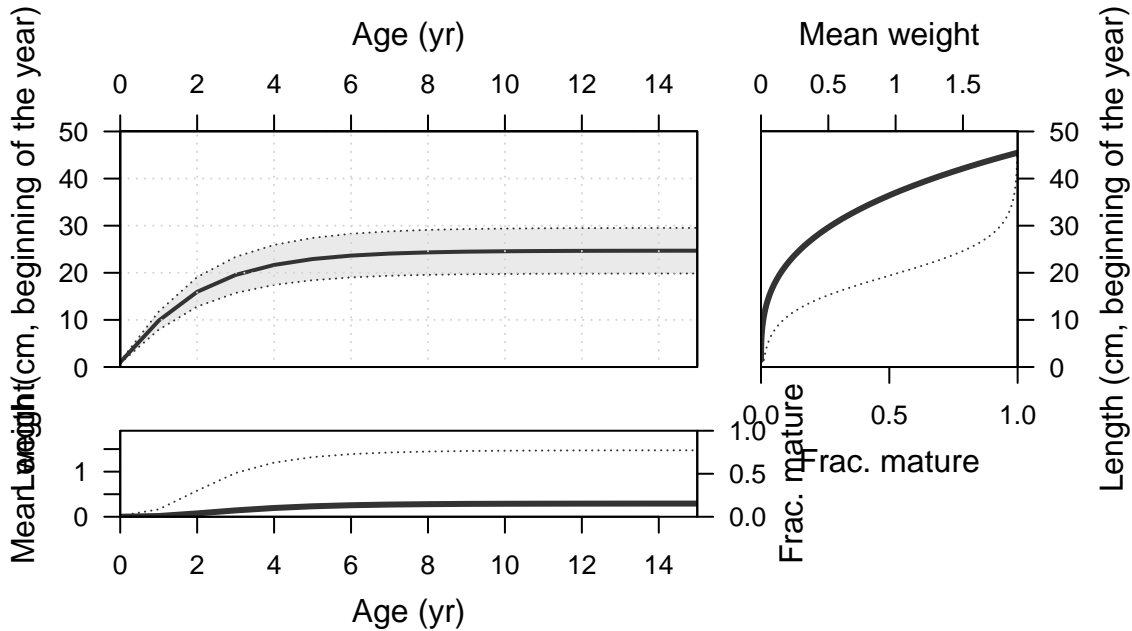 Age (yr)
Mean weight
0 2 4 6 8 10 12 14
0 0.5 1 1.5
Length (cm, beginning of the year)
50
40
30
20
10
0
50
40
30
20
10
0
Length (cm, beginning of the year)
0.0 0.5 1.0
Frac. mature
Mean weight
1
0
1.0
0.5
0.0
Frac. mature
0 2 4 6 8 10 12 14
Age (yr)